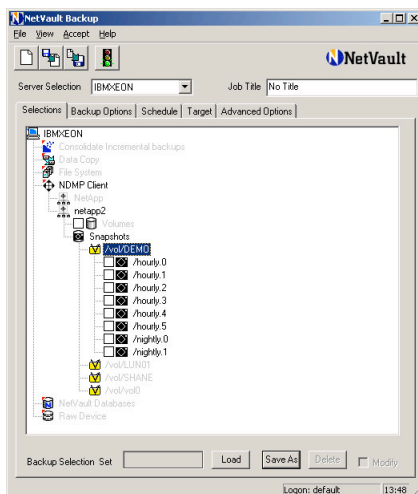 NetVault Backup
File View Accept Help
NetVault
Server Selection IBMXEON Job Title No Title
Selections Backup Options Schedule Target Advanced Options
IBMXEON
Consolidate Incremental backups
Data Copy
File System
NDMP Client
NetApp
netapp2
Volumes
Snapshots
/vol/DEMO
/hourly.0
/hourly.1
/hourly.2
/hourly.3
/hourly.4
/hourly.5
/nightly.0
/nightly.1
/vol/LUN01
/vol/SHANE
/vol/vol0
NetVault Databases
Raw Device
Backup Selection Set Load Save As Delete Modify
Logon: default 13:48